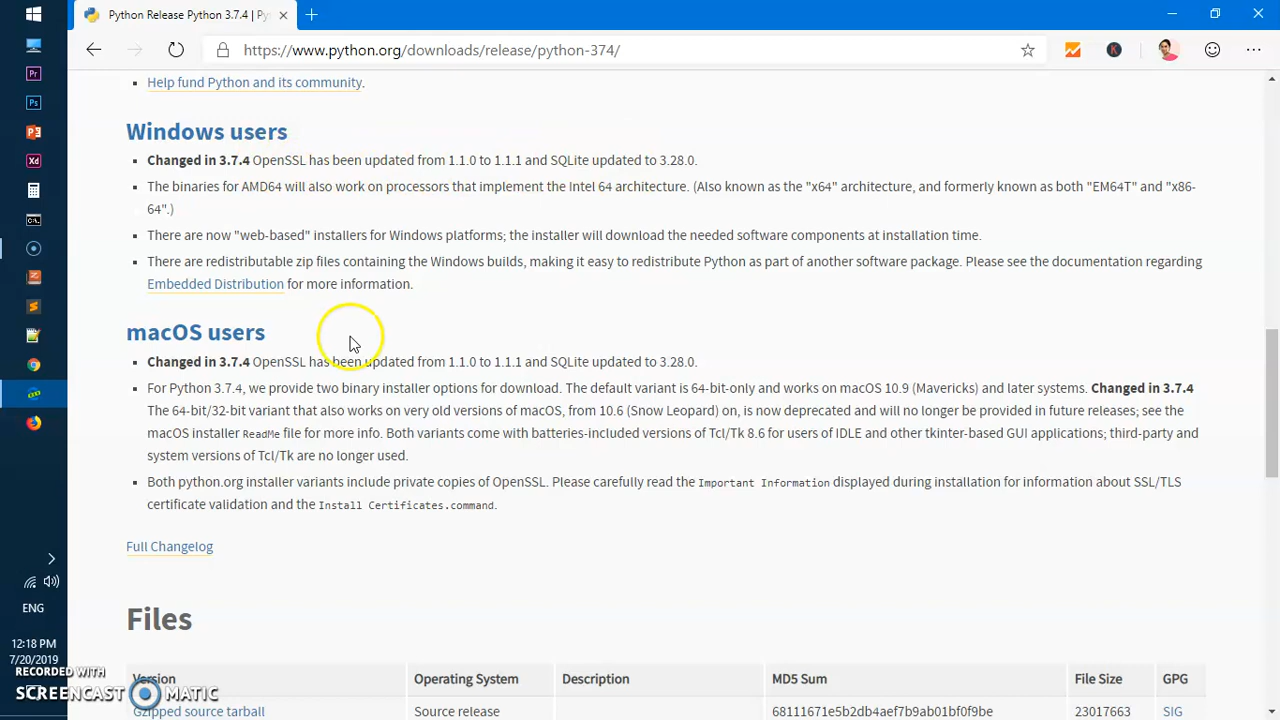 Python Release Python 3.7.4 | Py
https://www.python.org/downloads/release/python-374/
Help fund Python and its community.
Windows users
Changed in 3.7.4 OpenSSL has been updated from 1.1.0 to 1.1.1 and SQLite updated to 3.28.0.
The binaries for AMD64 will also work on processors that implement the Intel 64 architecture. (Also known as the "x64" architecture, and formerly known as both "EM64T" and "x86-
64".)
There are now "web-based" installers for Windows platforms; the installer will download the needed software components at installation time.
There are redistributable zip files containing the Windows builds, making it easy to redistribute Python as part of another software package. Please see the documentation regarding
Embedded Distribution for more information.
macOS users
Changed in 3.7.4 OpenSSL has been updated from 1.1.0 to 1.1.1 and SQLite updated to 3.28.0.
For Python 3.7.4, we provide two binary installer options for download. The default variant is 64-bit-only and works on macOS 10.9 (Mavericks) and later systems. Changed in 3.7.4
The 64-bit/32-bit variant that also works on very old versions of macOS, from 10.6 (Snow Leopard) on, is now deprecated and will no longer be provided in future releases; see the
macOS installer ReadMe file for more info. Both variants come with batteries-included versions of Tcl/Tk 8.6 for users of IDLE and other tkinter-based GUI applications; third-party and
system versions of Tcl/Tk are no longer used.
Both python.org installer variants include private copies of OpenSSL. Please carefully read the Important Information displayed during installation for information about SSL/TLS
certificate validation and the Install Certificates.command.
Full Changelog
Files
Version Operating System Description MD5 Sum File Size GPG
Gzipped source tarball Source release 68111671e5b2db4aef7b9ab01bf0f9be 23017663 SIG
Pr
Ps
P
Xd
K
ENG
12:18 PM
7/20/2019
RECORDED WITH
SCREENCAST MATIC